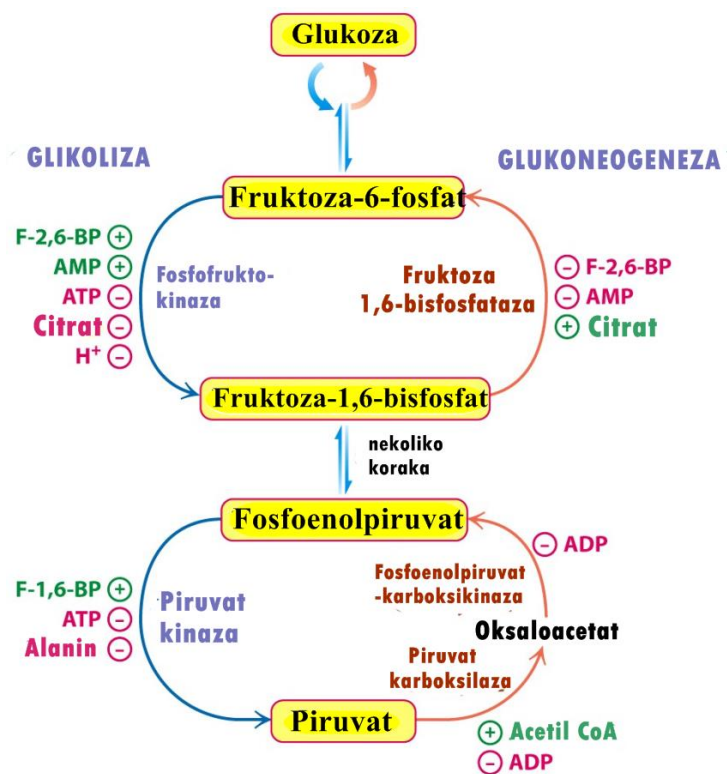 Glukoza
GLIKOLIZA
GLUKONEOGENEZA
Fruktoza-6-fosfat
F-2,6-BP +
AMP +
ATP -
Citrat -
H+ -
Fosfofrukto-
kinaza
Fruktoza
1,6-bisfosfataza
- F-2,6-BP
- AMP
+ Citrat
Fruktoza-1,6-bisfosfat
nekoliko
koraka
Fosfoenolpiruvat
- ADP
F-1,6-BP +
ATP -
Alanin -
Piruvat
kinaza
Fosfoenolpiruvat
-karboksikinaza
Oksaloacetat
Piruvat
karboksilaza
Piruvat
+ Acetil CoA
- ADP